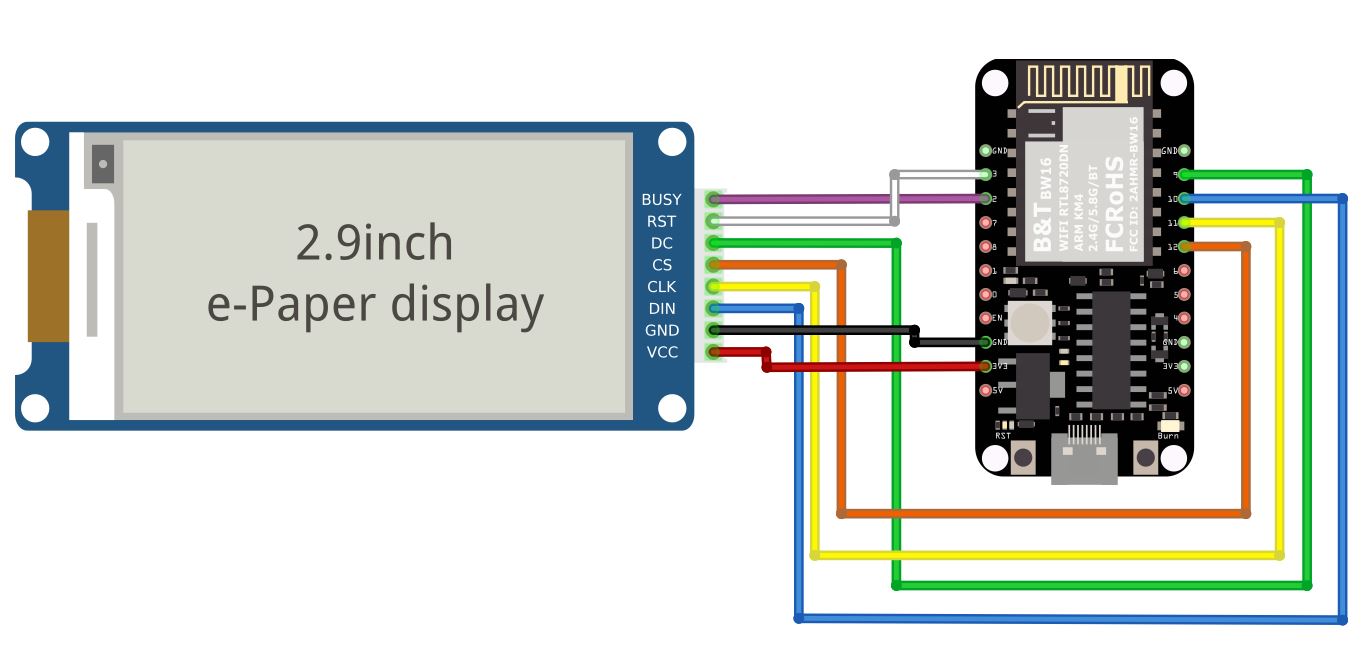 2.9inch
e-Paper display
BUSY
RST
DC
CS
CLK
DIN
GND
VCC
GND
3
2
7
8
1
0
EN
GND
3V3
5V
RST
B&T BW16
WIFI RTL8720DN
ARM KM4
2.4G/5.8G/BT
FCRoHS
FCC ID: 2AHMR-BW16
GND
9
10
11
12
6
5
4
GND
3V3
5V
Burn